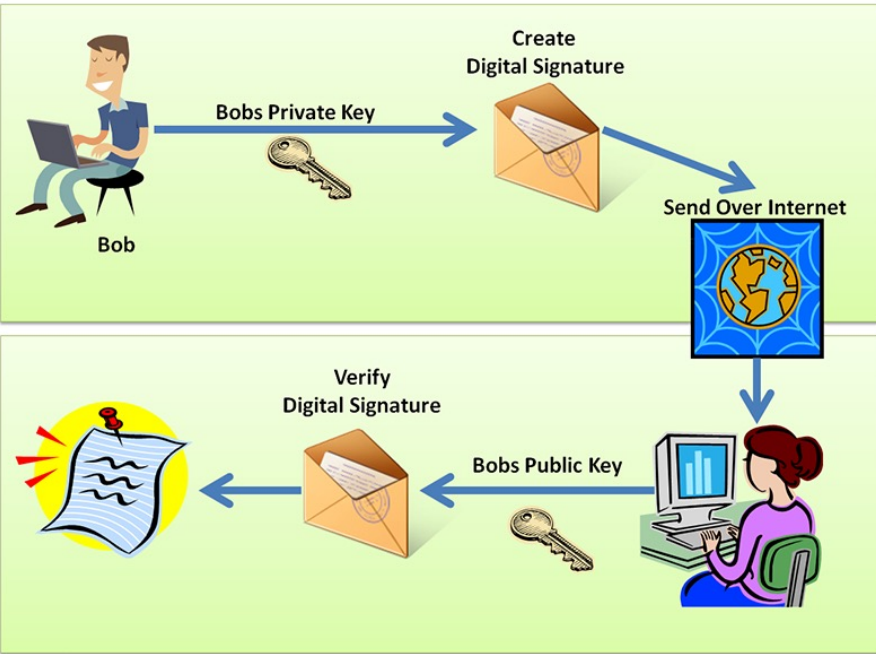 Create
Digital Signature
Bobs Private Key
Send Over Internet
Bob
Verify
Digital Signature
Bobs Public Key